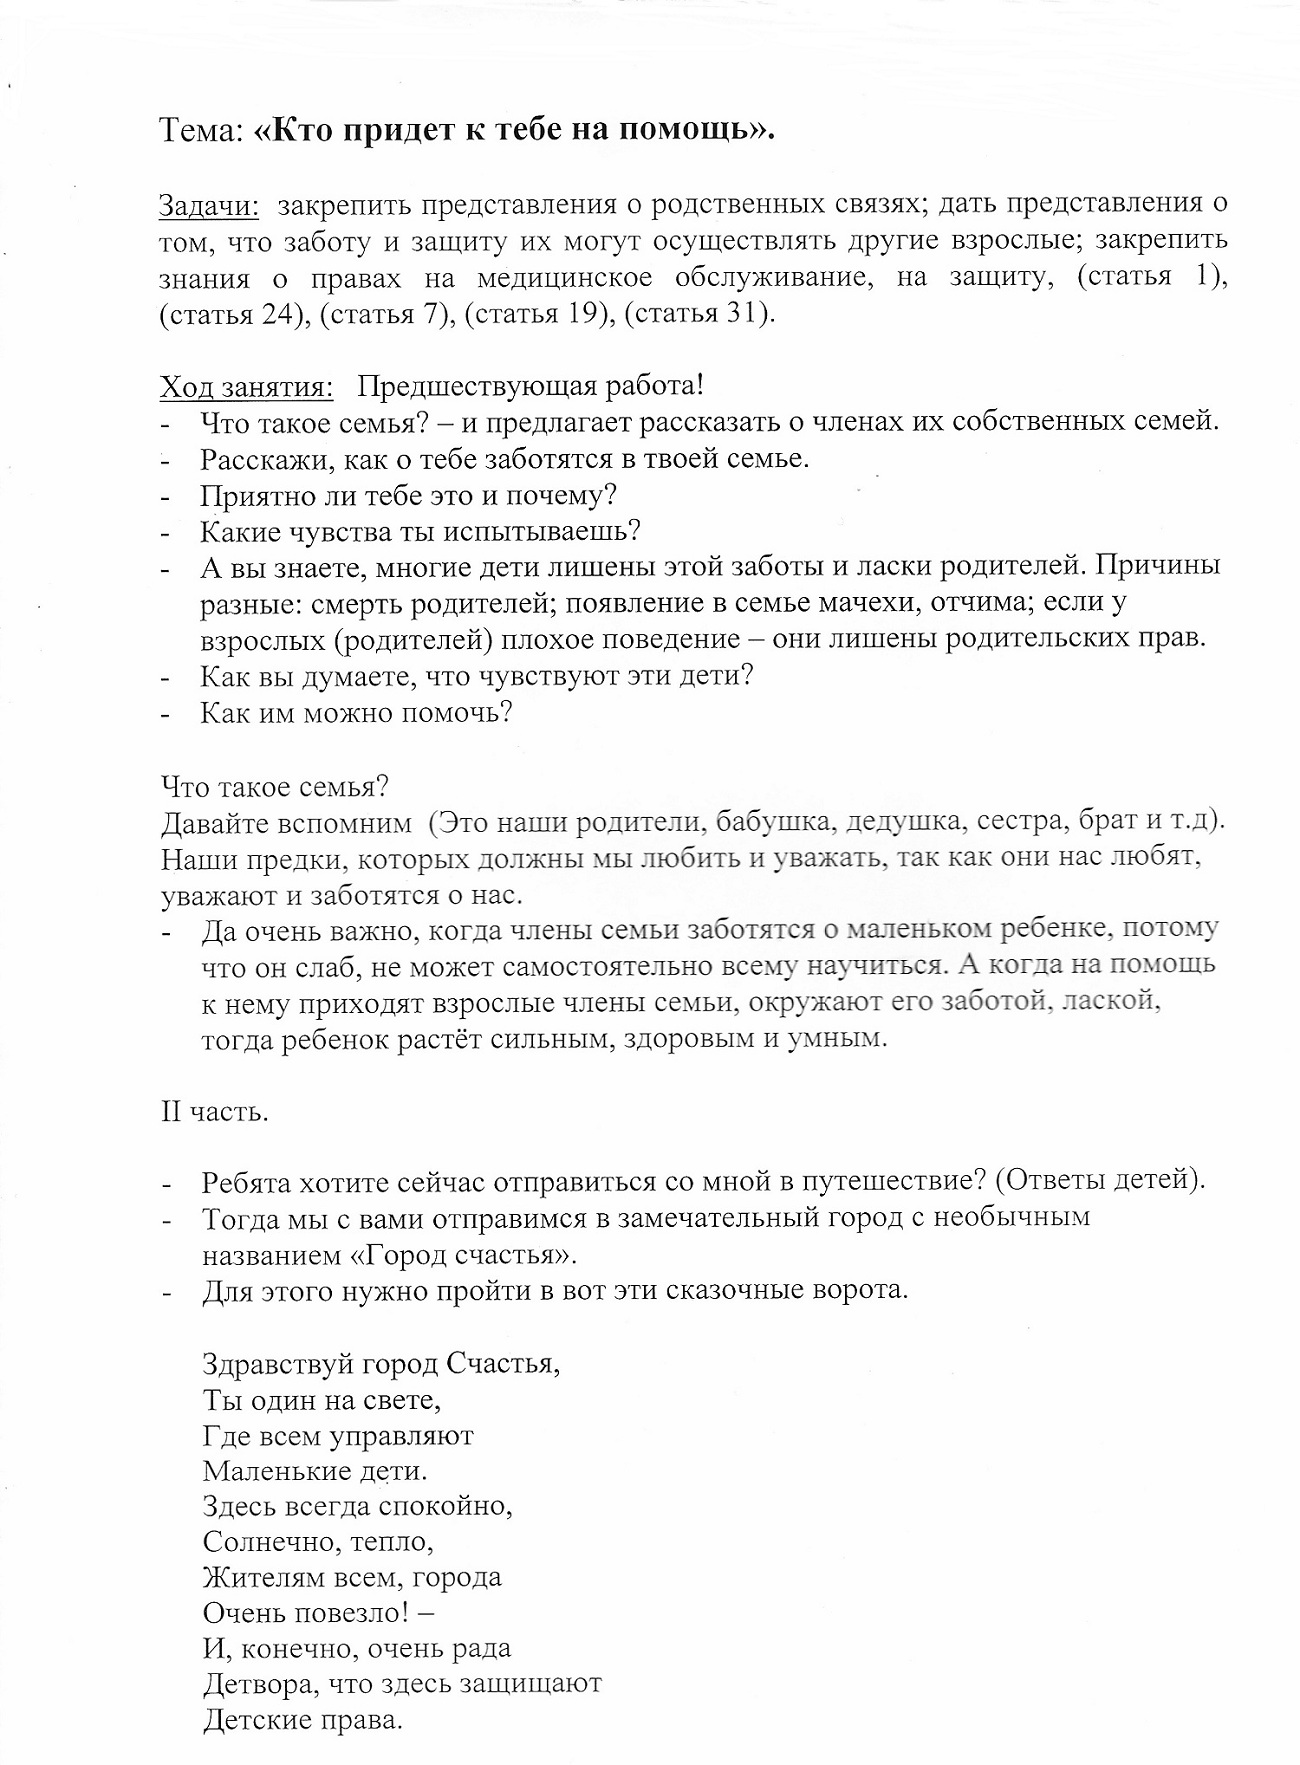 Тема: «Кто придет к тебе на помощь».
Задачи: закрепить представления о родственных связях; дать представления о
том, что заботу и защиту их могут осуществлять другие взрослые; закрепить
знания о правах на медицинское обслуживание, на защиту, (статья 1),
(статья 24), (статья 7), (статья 19), (статья 31).
Ход занятия: Предшествующая работа!
- Что такое семья? – и предлагает рассказать о членах их собственных семей.
- Расскажи, как о тебе заботятся в твоей семье.
- Приятно ли тебе это и почему?
- Какие чувства ты испытываешь?
- А вы знаете, многие дети лишены этой заботы и ласки родителей. Причины
разные: смерть родителей; появление в семье мачехи, отчима; если у
взрослых (родителей) плохое поведение – они лишены родительских прав.
- Как вы думаете, что чувствуют эти дети?
- Как им можно помочь?
Что такое семья?
Давайте вспомним (Это наши родители, бабушка, дедушка, сестра, брат и т.д).
Наши предки, которых должны мы любить и уважать, так как они нас любят,
уважают и заботятся о нас.
- Да очень важно, когда члены семьи заботятся о маленьком ребенке, потому
что он слаб, не может самостоятельно всему научиться. А когда на помощь
к нему приходят взрослые члены семьи, окружают его заботой, лаской,
тогда ребенок растёт сильным, здоровым и умным.
II часть.
- Ребята хотите сейчас отправиться со мной в путешествие? (Ответы детей).
- Тогда мы с вами отправимся в замечательный город с необычным
названием «Город счастья».
- Для этого нужно пройти в вот эти сказочные ворота.
Здравствуй город Счастья,
Ты один на свете,
Где всем управляют
Маленькие дети.
Здесь всегда спокойно,
Солнечно, тепло,
Жителям всем, города
Очень повезло! –
И, конечно, очень рада
Детвора, что здесь защищают
Детские права.